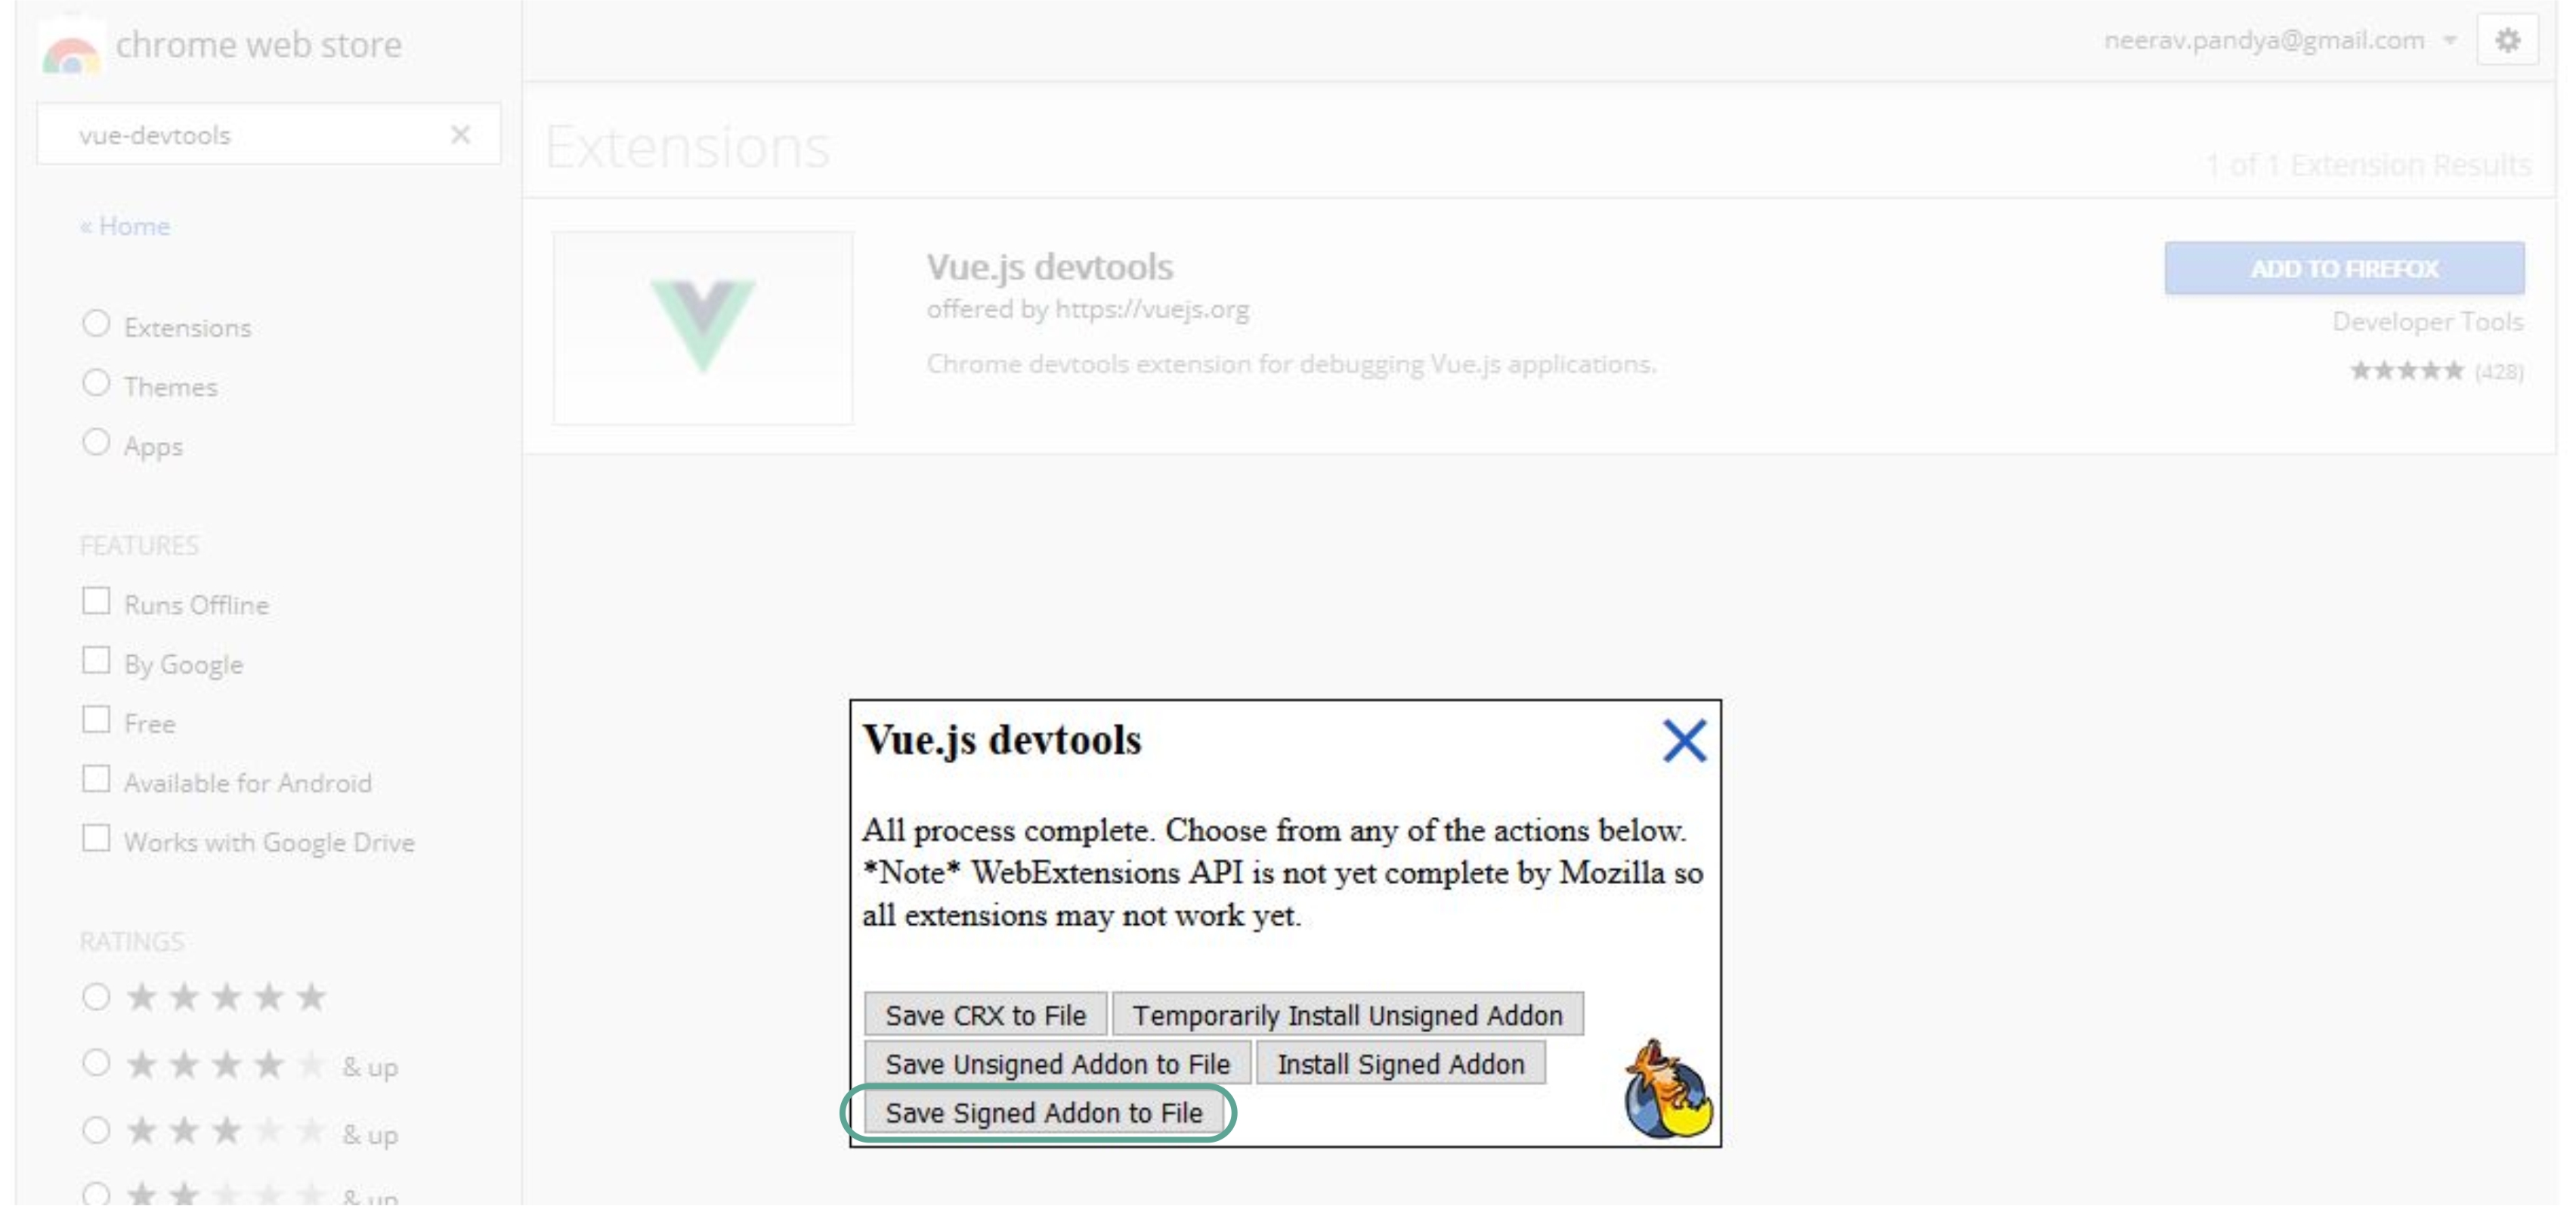 chrome web store
neerav.pandya@gmail.com
vue-devtools
Extensions
1 of 1 Extension Results
« Home
Vue.js devtools
offered by https://vuejs.org
Chrome devtools extension for debugging Vue.js applications.
ADD TO FIREFOX
Developer Tools
(428)
Extensions
Themes
Apps
FEATURES
Runs Offline
By Google
Free
Available for Android
Works with Google Drive
RATINGS
& up
& up
& up
Vue.js devtools
All process complete. Choose from any of the actions below.
*Note* WebExtensions API is not yet complete by Mozilla so
all extensions may not work yet.
Save CRX to File
Temporarily Install Unsigned Addon
Save Unsigned Addon to File
Install Signed Addon
Save Signed Addon to File